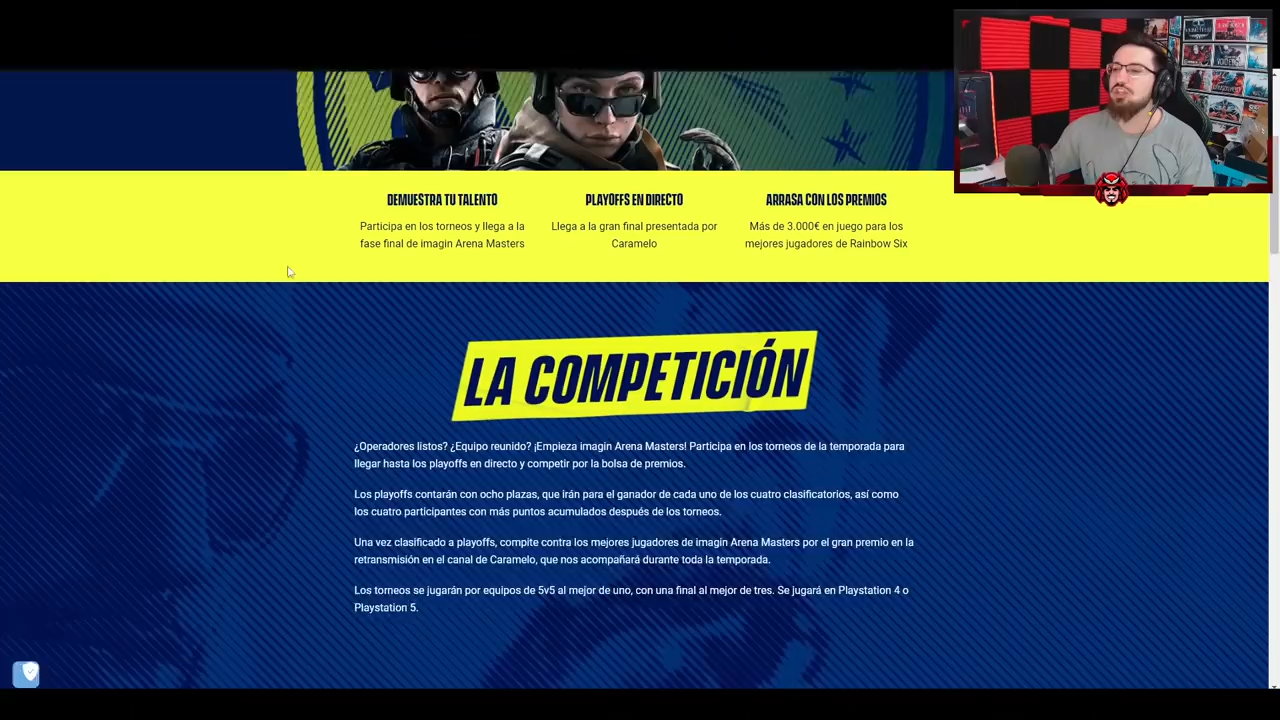 DEMUESTRA TU TALENTO
Participa en los torneos y llega a la
fase final de imagin Arena Masters
PLAYOFFS EN DIRECTO
Llega a la gran final presentada por
Caramelo
ARRASA CON LOS PREMIOS
Más de 3.000€ en juego para los
mejores jugadores de Rainbow Six
LA COMPETICIÓN
¿Operadores listos? ¿Equipo reunido? ¡Empieza imagin Arena Masters! Participa en los torneos de la temporada para
llegar hasta los playoffs en directo y competir por la bolsa de premios.
Los playoffs contarán con ocho plazas, que irán para el ganador de cada uno de los cuatro clasificatorios, así como
los cuatro participantes con más puntos acumulados después de los torneos.
Una vez clasificado a playoffs, compite contra los mejores jugadores de imagin Arena Masters por el gran premio en la
retransmisión en el canal de Caramelo, que nos acompañará durante toda la temporada.
Los torneos se jugarán por equipos de 5v5 al mejor de uno, con una final al mejor de tres. Se jugará en Playstation 4 o
Playstation 5.